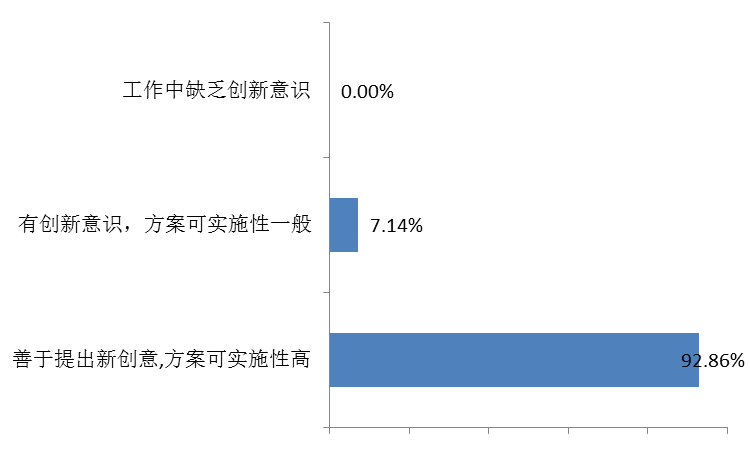 工作中缺乏创新意识
0.00%
有创新意识，方案可实施性一般
7.14%
善于提出新创意,方案可实施性高
92.86%